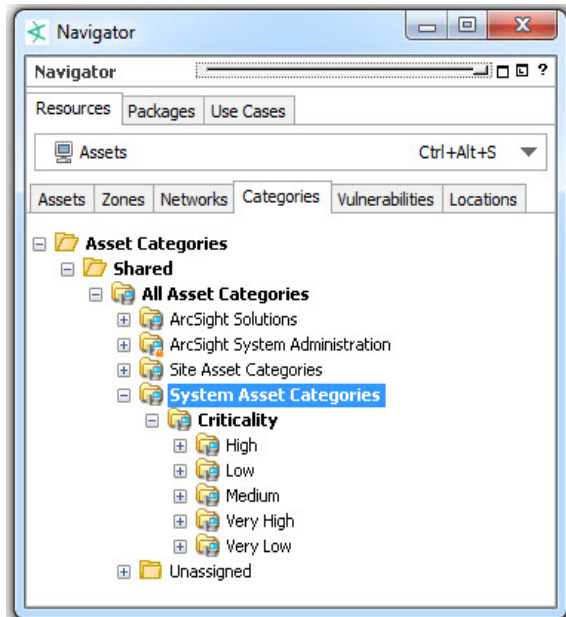 Navigator
Navigator ?
Resources Packages Use Cases
Assets Ctrl+Alt+S
Assets Zones Networks Categories Vulnerabilities Locations
Asset Categories
Shared
All Asset Categories
ArcSight Solutions
ArcSight System Administration
Site Asset Categories
System Asset Categories
Criticality
High
Low
Medium
Very High
Very Low
Unassigned